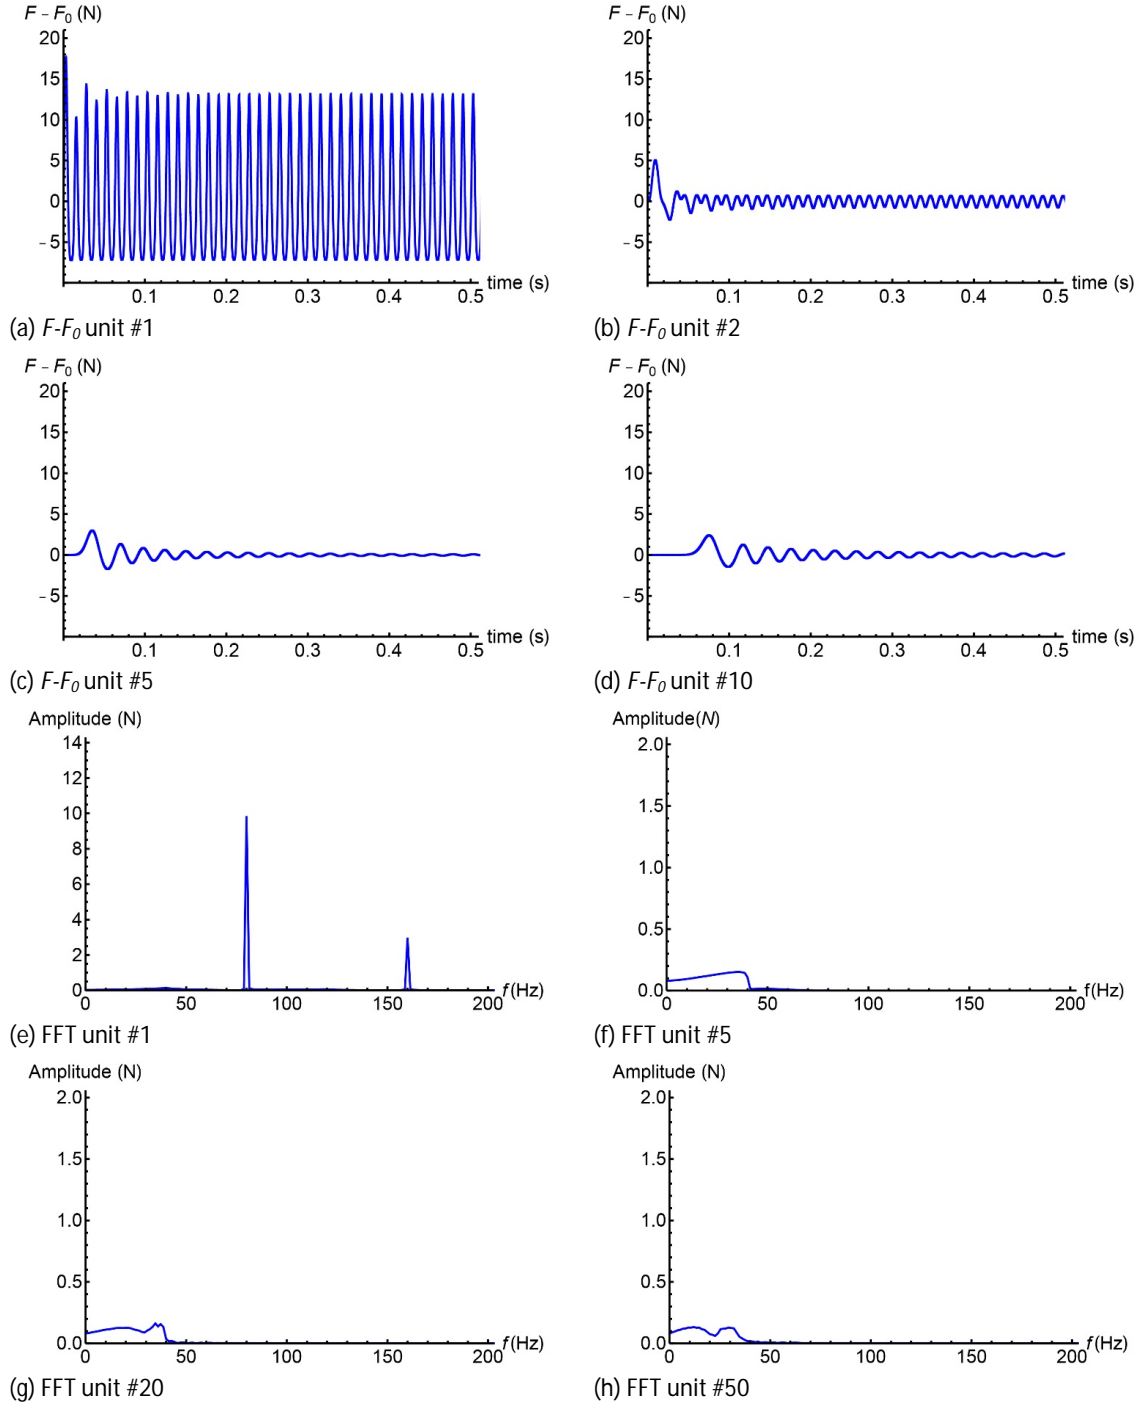 F – F0 (N)
20
15
10
5
0
–5
0.1 0.2 0.3 0.4 0.5 time (s)
(a) F-F0 unit #1
F – F0 (N)
20
15
10
5
0
–5
0.1 0.2 0.3 0.4 0.5 time (s)
(b) F-F0 unit #2
F – F0 (N)
20
15
10
5
0
–5
0.1 0.2 0.3 0.4 0.5 time (s)
(c) F-F0 unit #5
F – F0 (N)
20
15
10
5
0
–5
0.1 0.2 0.3 0.4 0.5 time (s)
(d) F-F0 unit #10
Amplitude (N)
14
12
10
8
6
4
2
0
0 50 100 150 200 f(Hz)
(e) FFT unit #1
Amplitude(N)
2.0
1.5
1.0
0.5
0.0
0 50 100 150 200 f(Hz)
(f) FFT unit #5
Amplitude (N)
2.0
1.5
1.0
0.5
0.0
0 50 100 150 200 f(Hz)
(g) FFT unit #20
Amplitude (N)
2.0
1.5
1.0
0.5
0.0
0 50 100 150 200 f(Hz)
(h) FFT unit #50